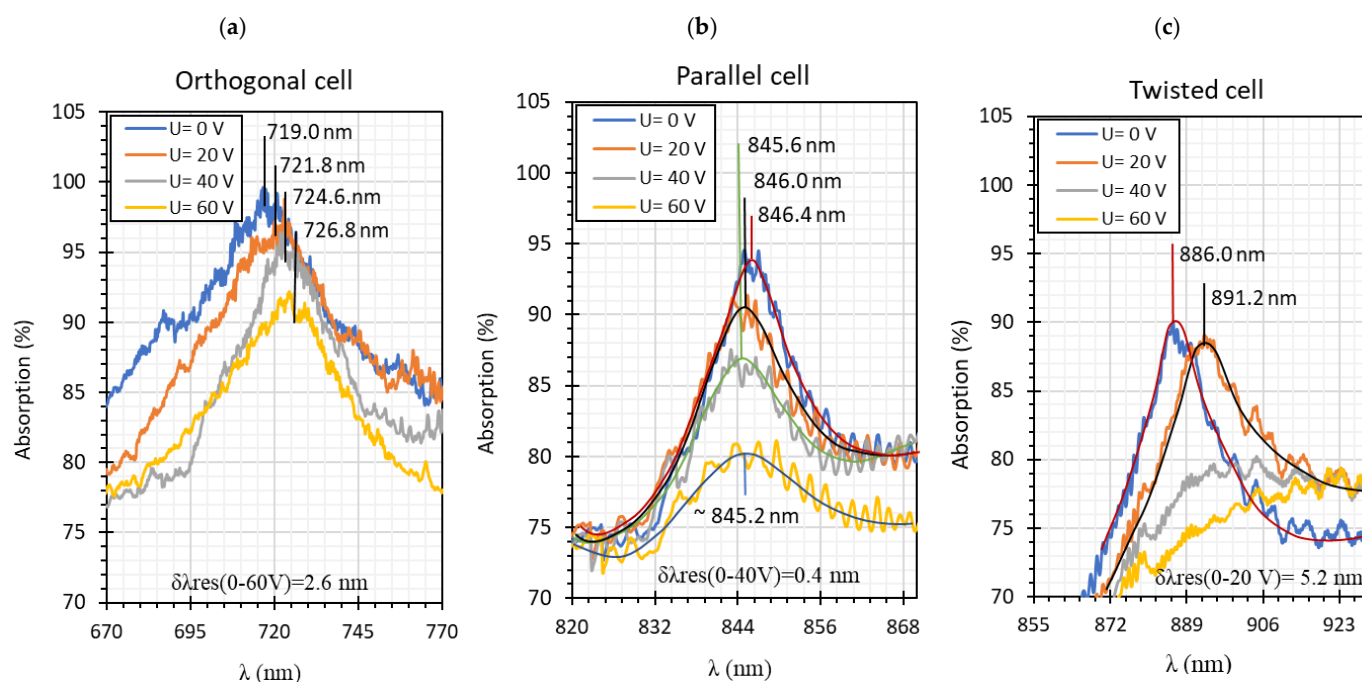 (a)
Orthogonal cell
105
100
95
90
85
80
75
70
Absorption (%)
U= 0 V
U= 20 V
U= 40 V
U= 60 V
719.0 nm
721.8 nm
724.6 nm
726.8 nm
δλres(0-60V)=2.6 nm
670 695 720 745 770
λ (nm)
(b)
Parallel cell
105
100
95
90
85
80
75
70
Absorption (%)
U= 0 V
U= 20 V
U= 40 V
U= 60 V
845.6 nm
846.0 nm
846.4 nm
~ 845.2 nm
δλres(0-40V)=0.4 nm
820 832 844 856 868
λ (nm)
(c)
Twisted cell
105
100
95
90
85
80
75
70
Absorption (%)
U= 0 V
U= 20 V
U= 40 V
U= 60 V
886.0 nm
891.2 nm
δλres(0-20 V)= 5.2 nm
855 872 889 906 923
λ (nm)